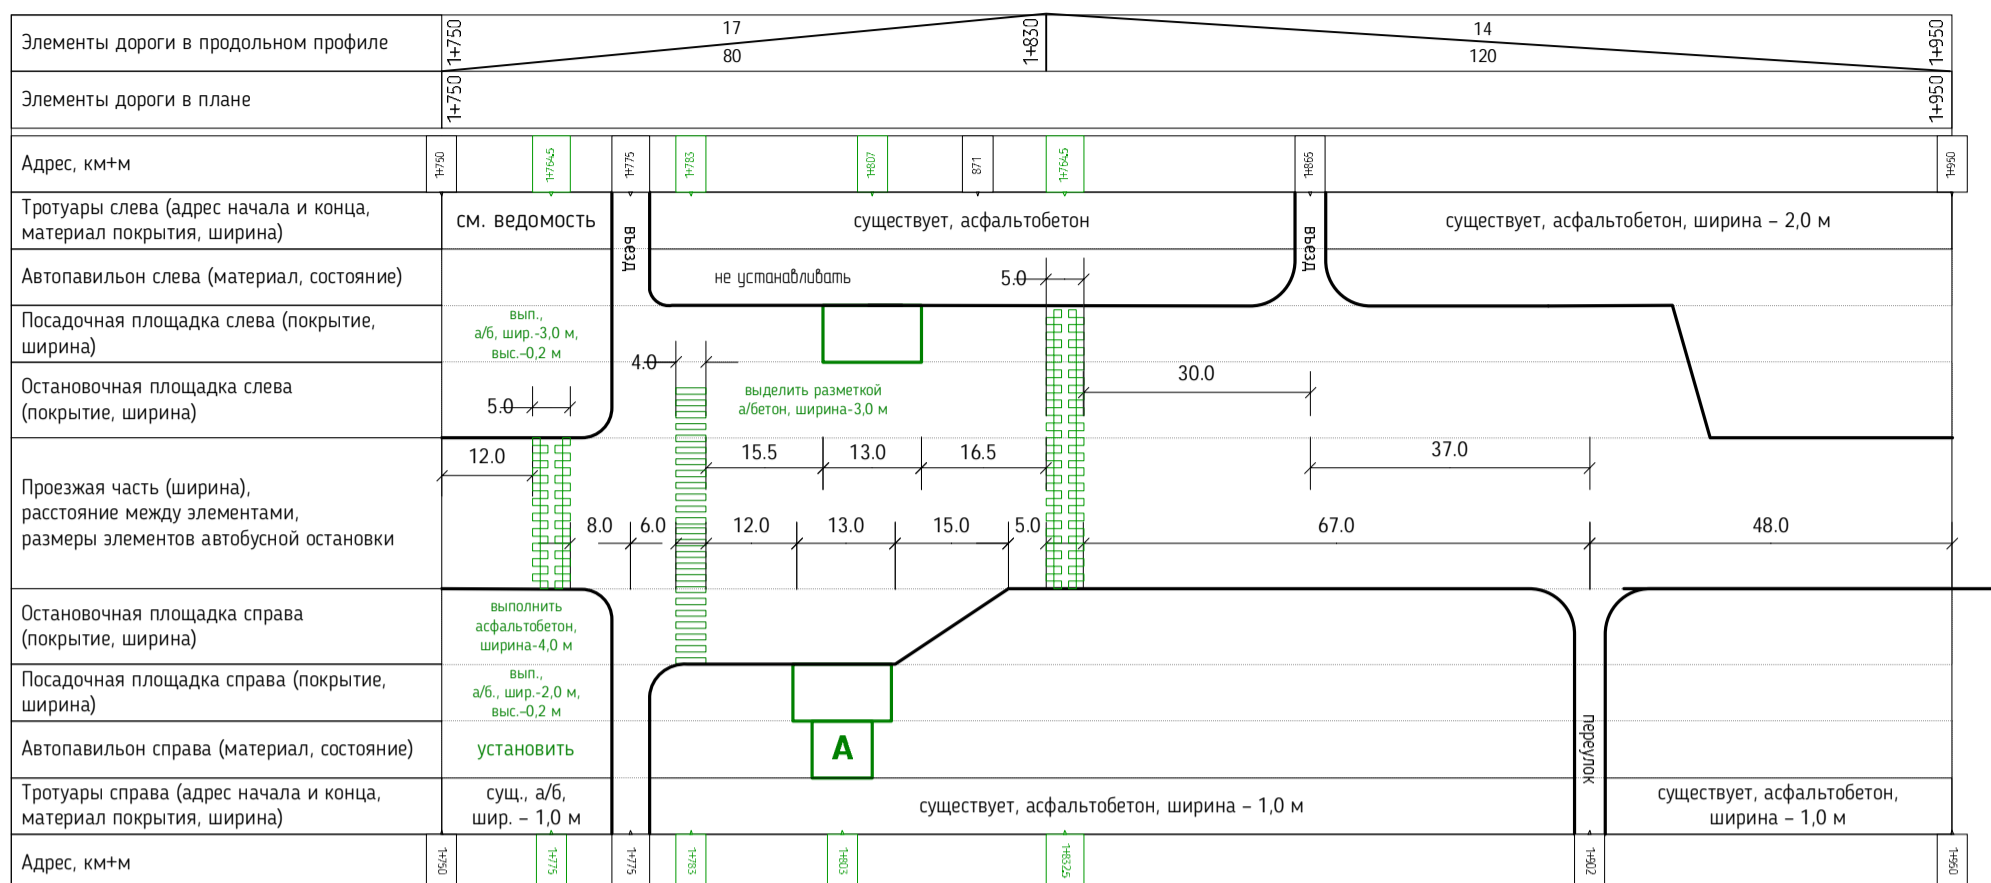 Элементы дороги в продольном профиле
1+750
17
80
1+830
14
120
1+950
Элементы дороги в плане
1+750
1+950
Адрес, км+м
1+750
1+764.5
1+775
1+783
1+807
871
1+764.5
1+865
1+950
Тротуары слева (адрес начала и конца,
материал покрытия, ширина)
см. ведомость
въезд
существует, асфальтобетон
въезд
существует, асфальтобетон, ширина – 2,0 м
Автопавильон слева (материал, состояние)
не устанавливать
5.0
Посадочная площадка слева (покрытие,
ширина)
вып.,
а/б, шир.-3,0 м,
выс.-0,2 м
4.0
Остановочная площадка слева
(покрытие, ширина)
5.0
выделить разметкой
а/бетон, ширина-3,0 м
30.0
Проезжая часть (ширина),
расстояние между элементами,
размеры элементов автобусной остановки
12.0
15.5
13.0
16.5
37.0
8.0
6.0
12.0
13.0
15.0
5.0
67.0
48.0
Остановочная площадка справа
(покрытие, ширина)
выполнить
асфальтобетон,
ширина-4,0 м
Посадочная площадка справа (покрытие,
ширина)
вып.,
а/б., шир.-2,0 м,
выс.-0,2 м
Автопавильон справа (материал, состояние)
установить
А
переулок
Тротуары справа (адрес начала и конца,
материал покрытия, ширина)
сущ., а/б,
шир. – 1,0 м
существует, асфальтобетон, ширина – 1,0 м
существует, асфальтобетон,
ширина – 1,0 м
Адрес, км+м
1+750
1+775
1+775
1+783
1+803
1+832.5
1+902
1+950